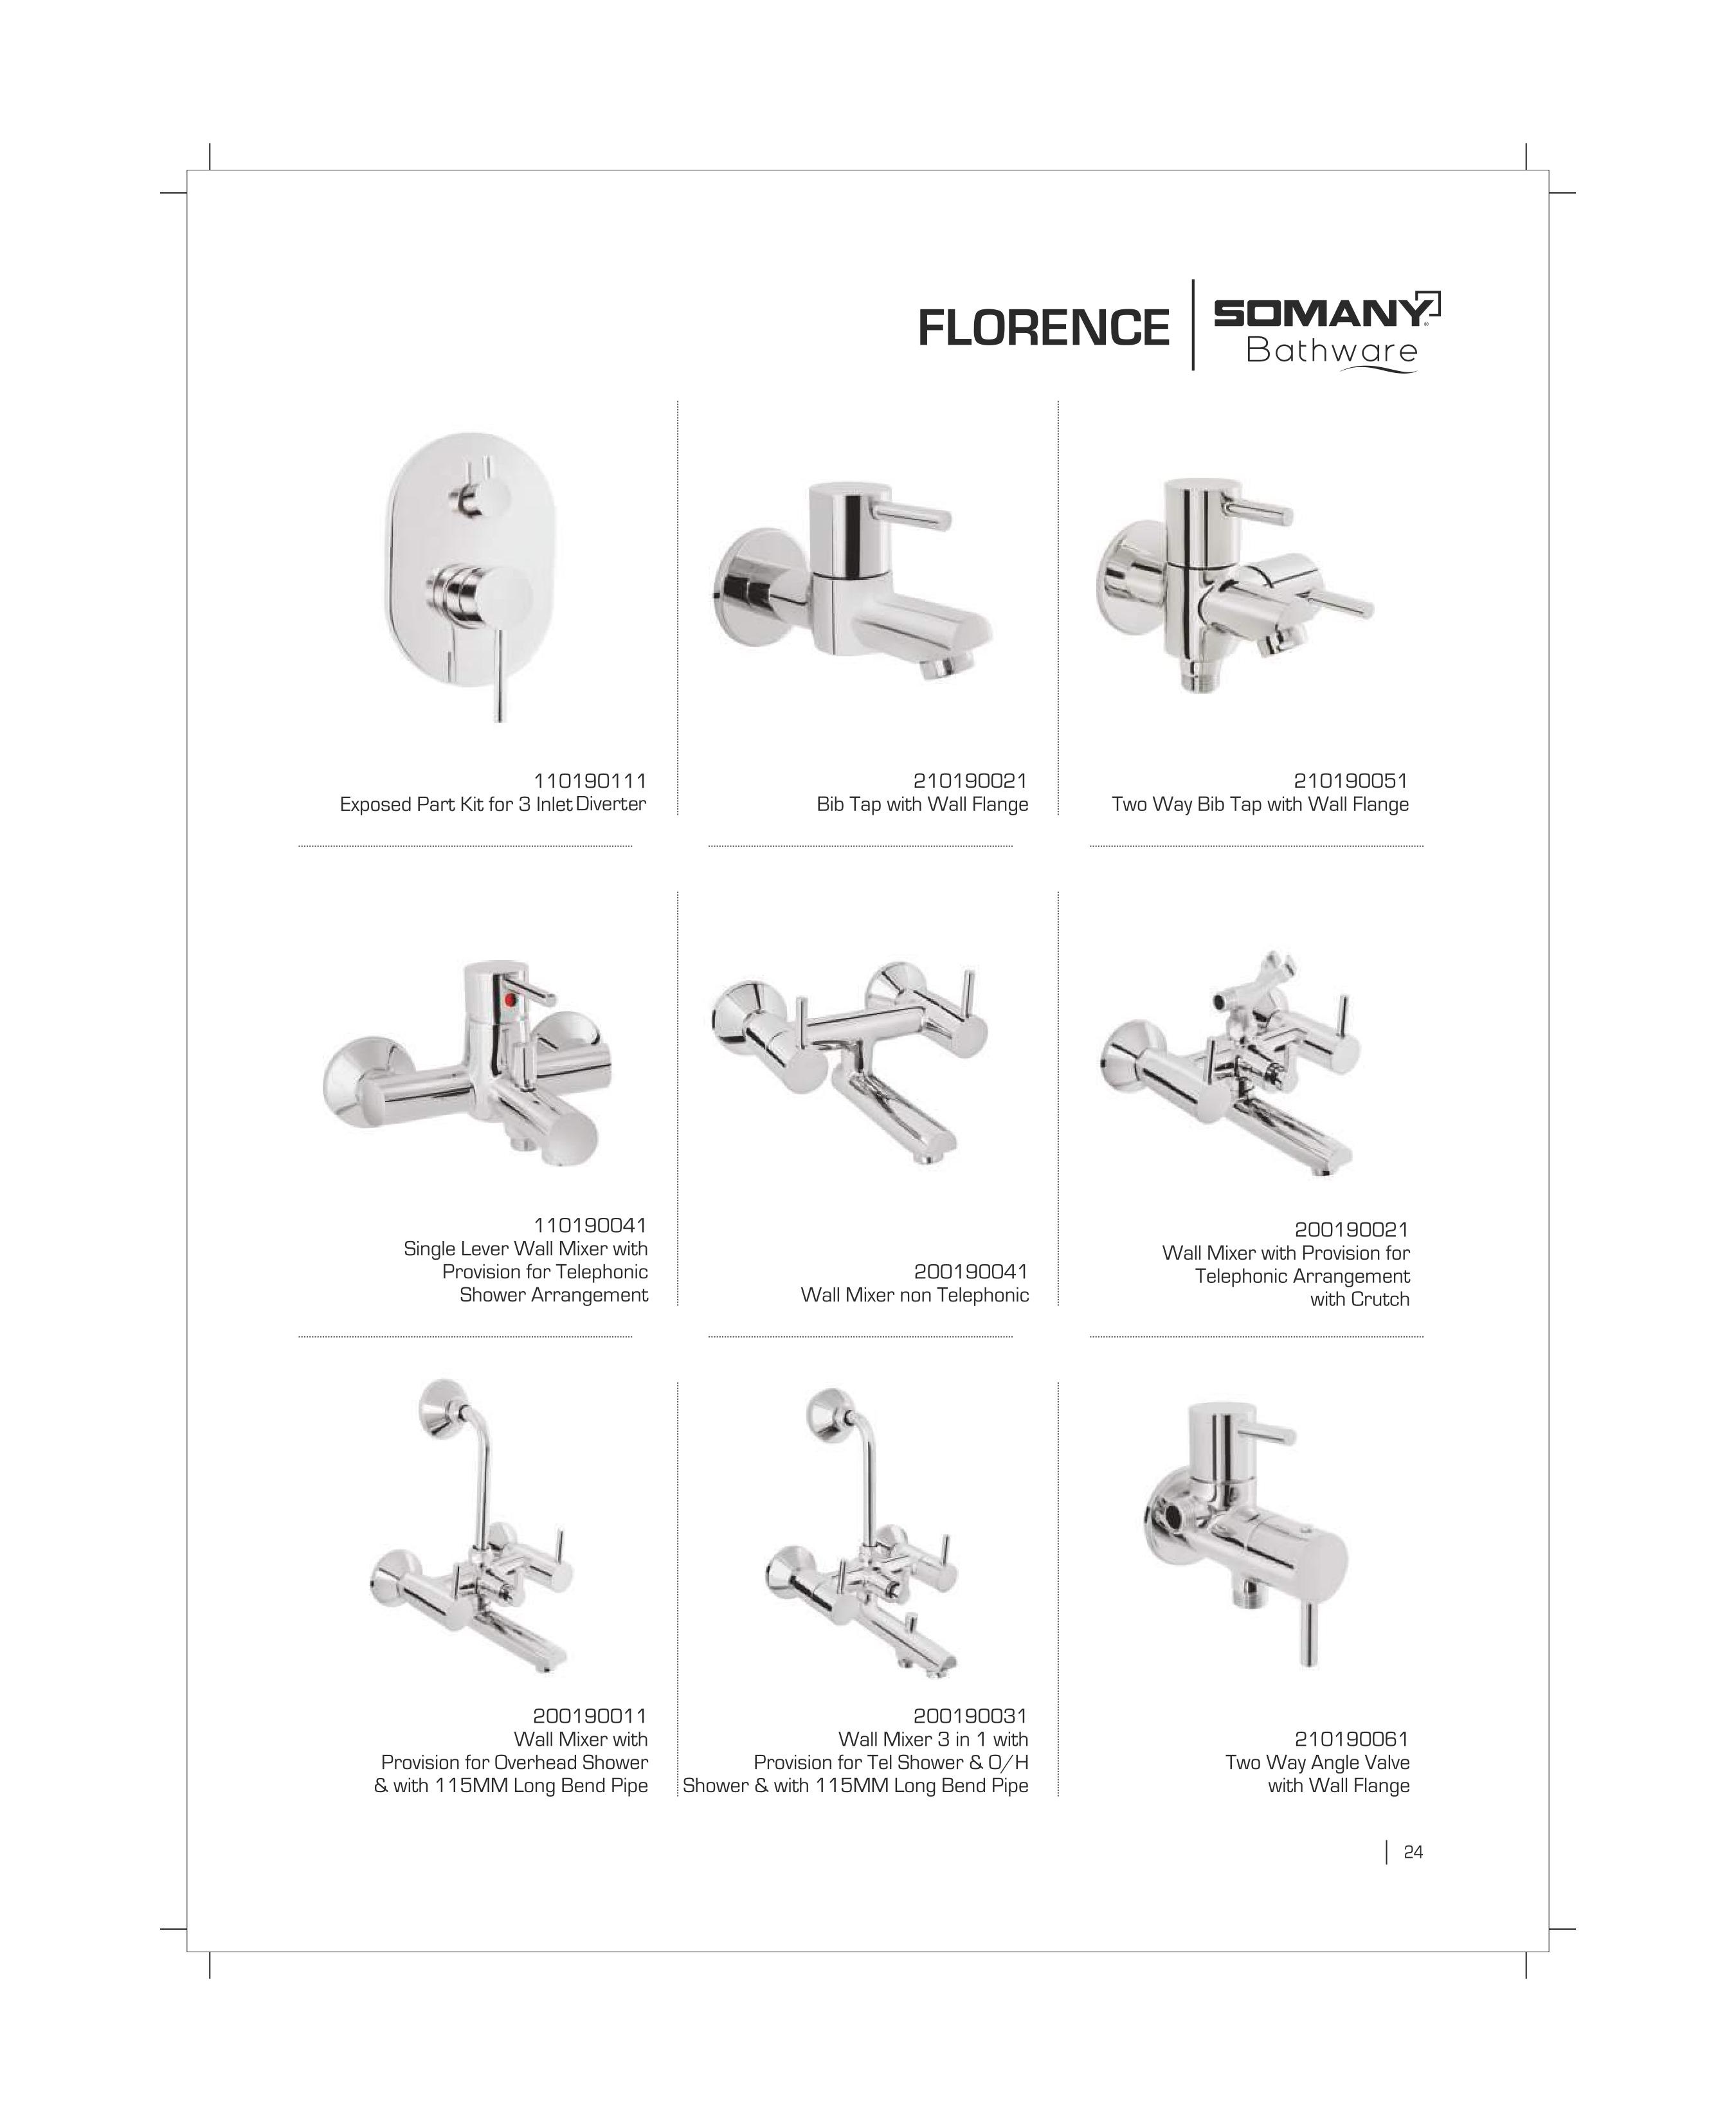 FLORENCE
SOMANY®
Bathware
110190111
Exposed Part Kit for 3 Inlet Diverter
210190021
Bib Tap with Wall Flange
210190051
Two Way Bib Tap with Wall Flange
110190041
Single Lever Wall Mixer with
Provision for Telephonic
Shower Arrangement
200190041
Wall Mixer non Telephonic
200190021
Wall Mixer with Provision for
Telephonic Arrangement
with Crutch
200190011
Wall Mixer with
Provision for Overhead Shower
& with 115MM Long Bend Pipe
200190031
Wall Mixer 3 in 1 with
Provision for Tel Shower & O/H
Shower & with 115MM Long Bend Pipe
210190061
Two Way Angle Valve
with Wall Flange
24